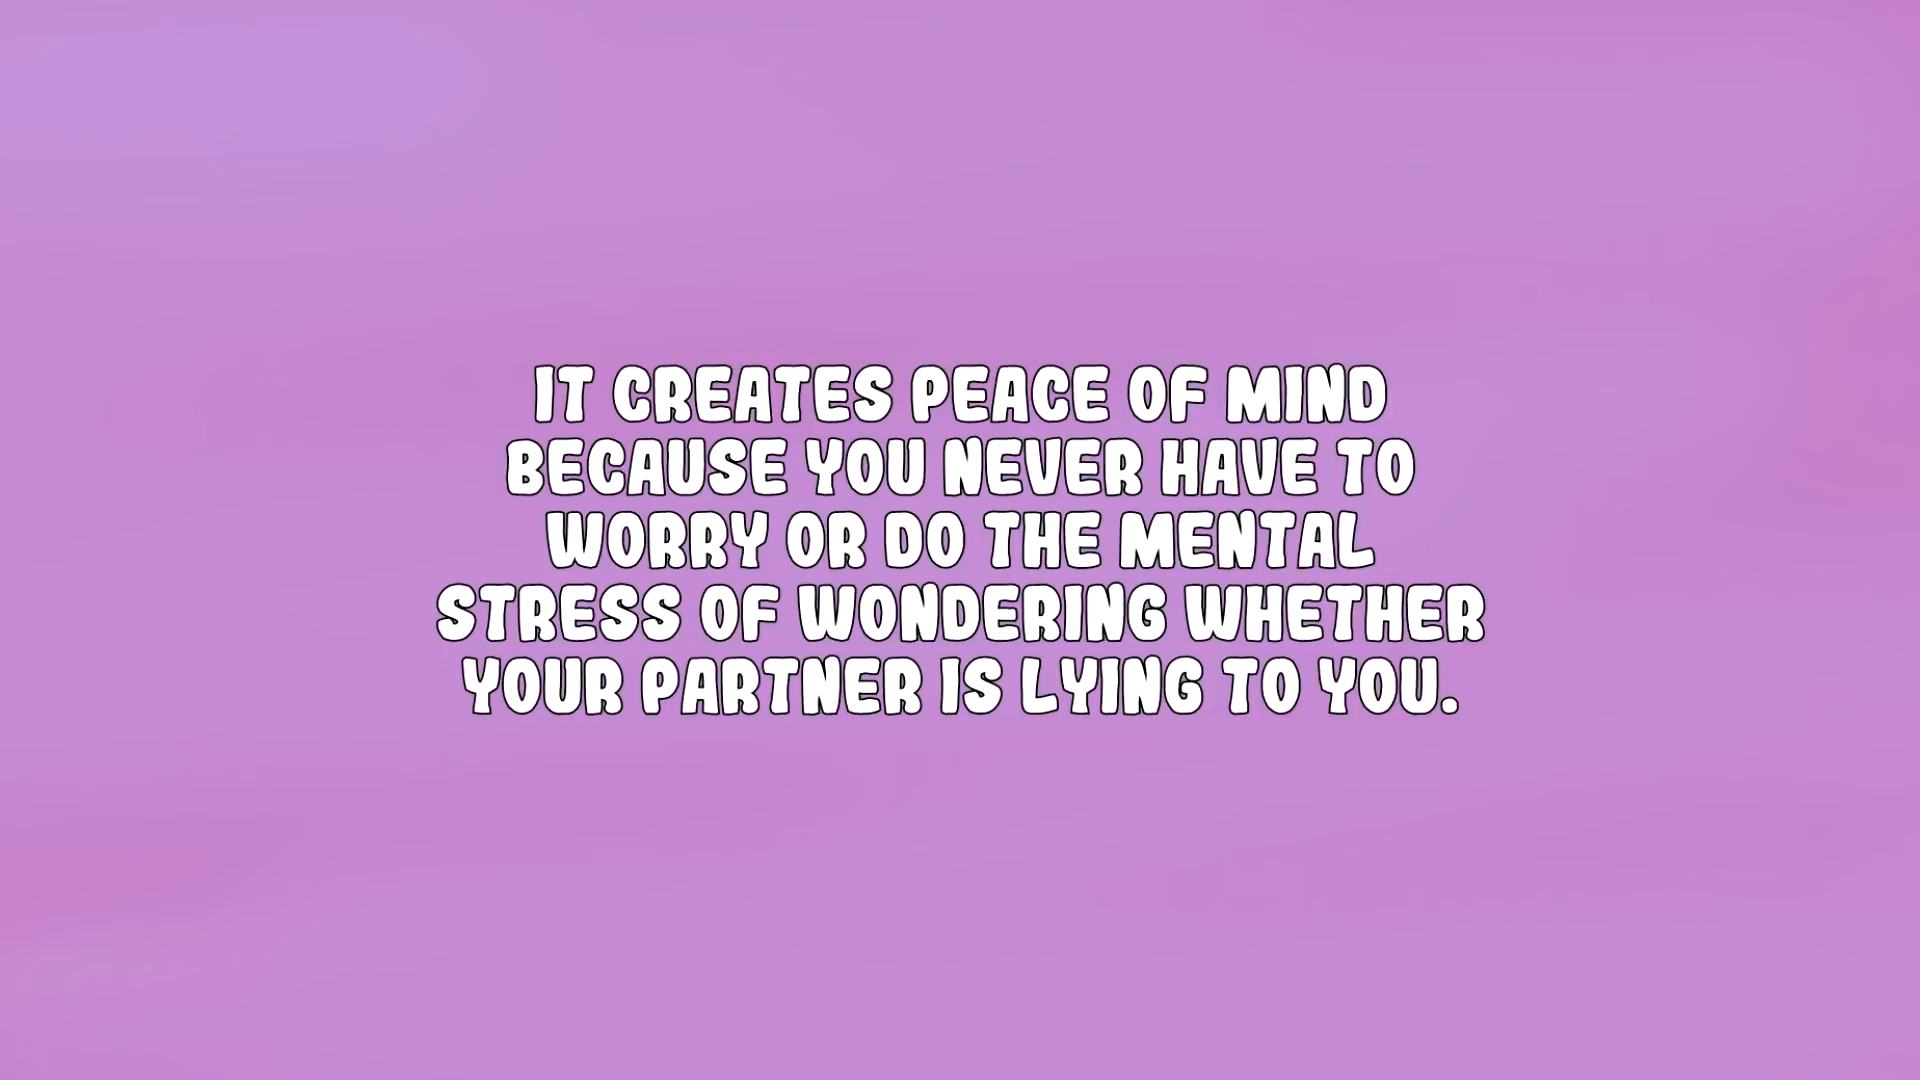 IT CREATES PEACE OF MIND
BECAUSE YOU NEVER HAVE TO
WORRY OR DO THE MENTAL
STRESS OF WONDERING WHETHER
YOUR PARTNER IS LYING TO YOU.